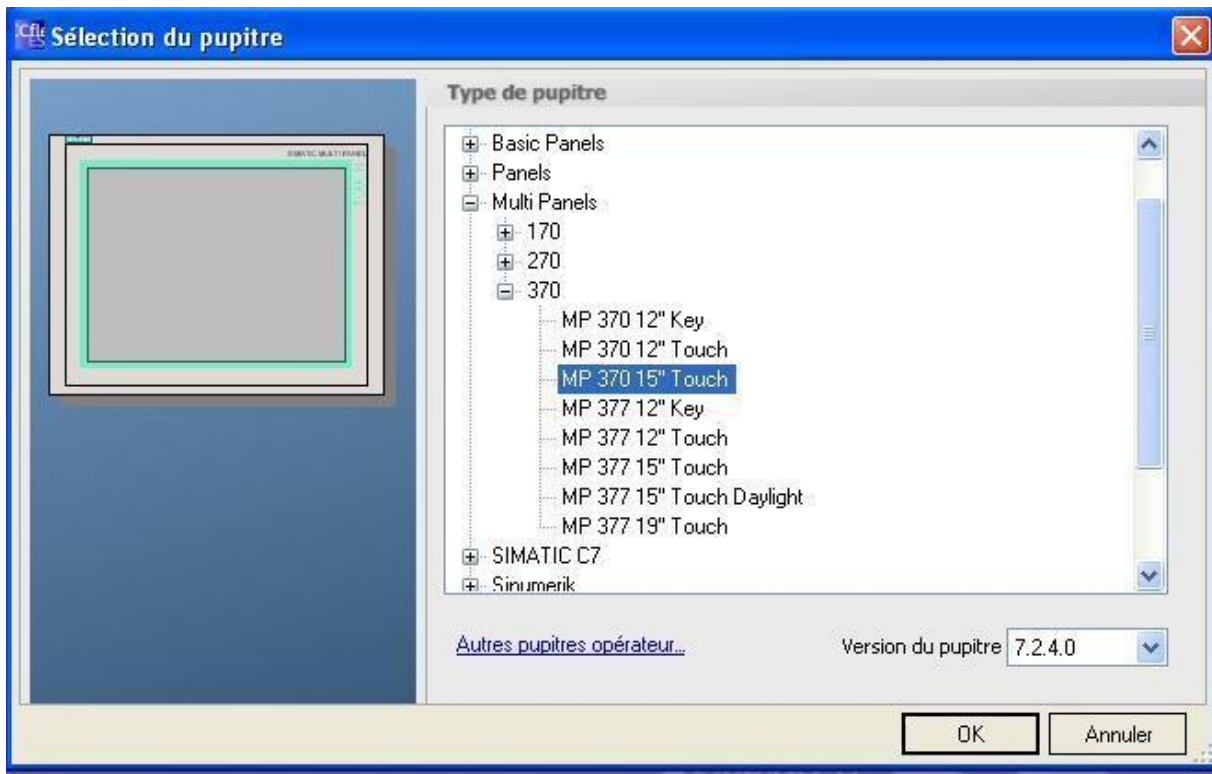 Sélection du pupitre
SIMATIC MULTI PANEL
Type de pupitre
Basic Panels
Panels
Multi Panels
170
270
370
MP 370 12" Key
MP 370 12" Touch
MP 370 15" Touch
MP 377 12" Key
MP 377 12" Touch
MP 377 15" Touch
MP 377 15" Touch Daylight
MP 377 19" Touch
SIMATIC C7
Sinumerik
Autres pupitres opérateur...
Version du pupitre 7.2.4.0
OK Annuler